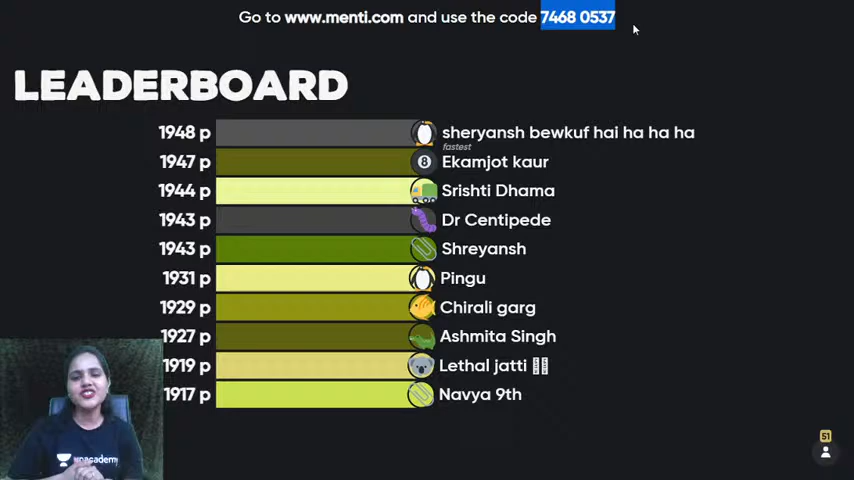 Go to www.menti.com and use the code 7468 0537
LEADERBOARD
1948 p sheryansh bewkuf hai ha ha ha
fastest
1947 p 8 Ekamjot kaur
1944 p Srishti Dhama
1943 p Dr Centipede
1943 p Shreyansh
1931 p Pingu
1929 p Chirali garg
1927 p Ashmita Singh
1919 p Lethal jatti
1917 p Navya 9th
unacademy
51